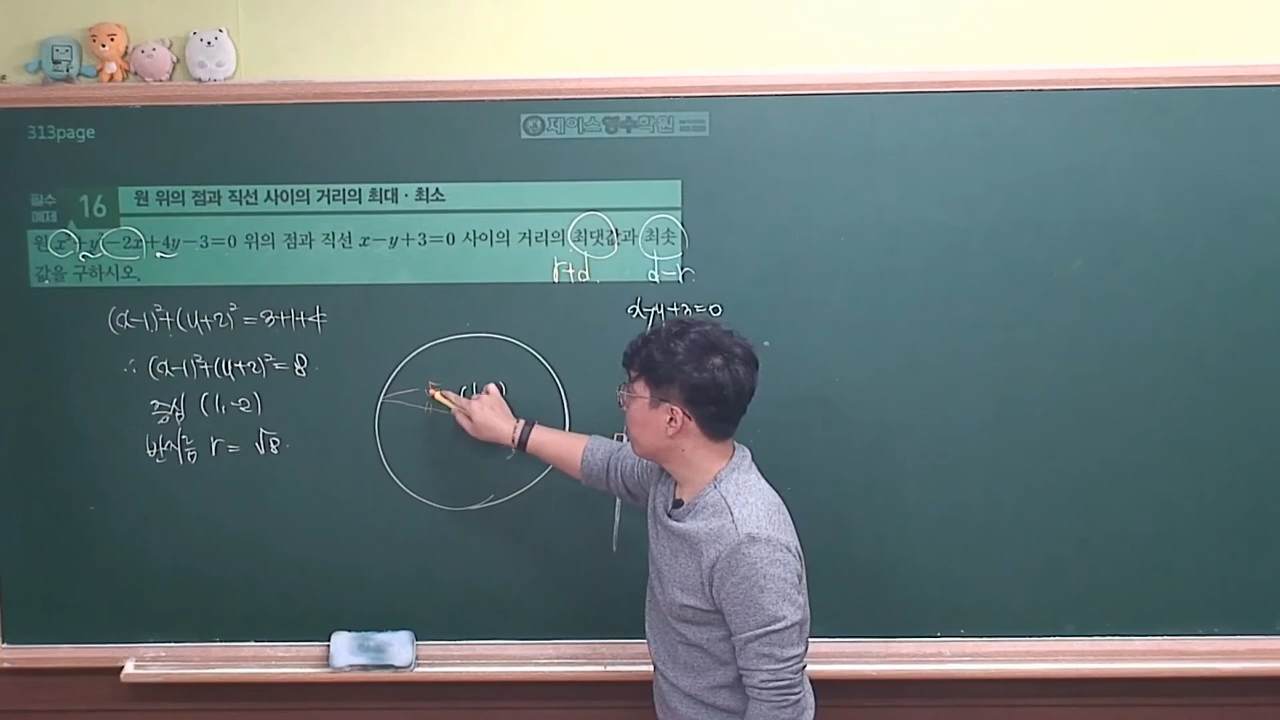 313page
제이스영수학원
필수 예제 16 원 위의 점과 직선 사이의 거리의 최대·최소
원 x²+y²-2x+4y-3=0 위의 점과 직선 x-y+3=0 사이의 거리의 최댓값과 최솟
값을 구하시오.
r+d d-r
(x-1)²+(y+2)²=3+1+4
x-y+3=0
∴ (x-1)²+(y+2)²=8
중심 (1, -2)
반지름 r = √8